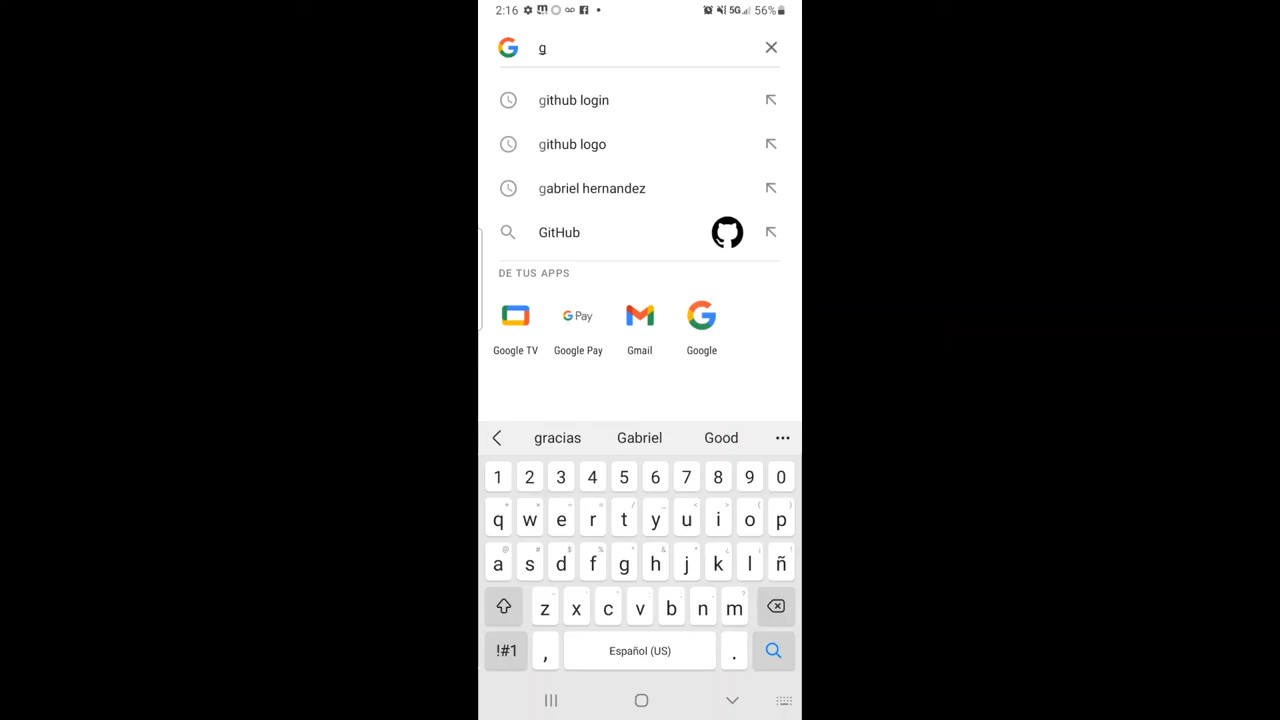 2:16 5G 56%
g
github login
github logo
gabriel hernandez
GitHub
DE TUS APPS
G Pay
Google TV Google Pay Gmail Google
gracias Gabriel Good
1 2 3 4 5 6 7 8 9 0
q w e r t y u i o p
a s d f g h j k l ñ
z x c v b n m
!#1 , Español (US) .